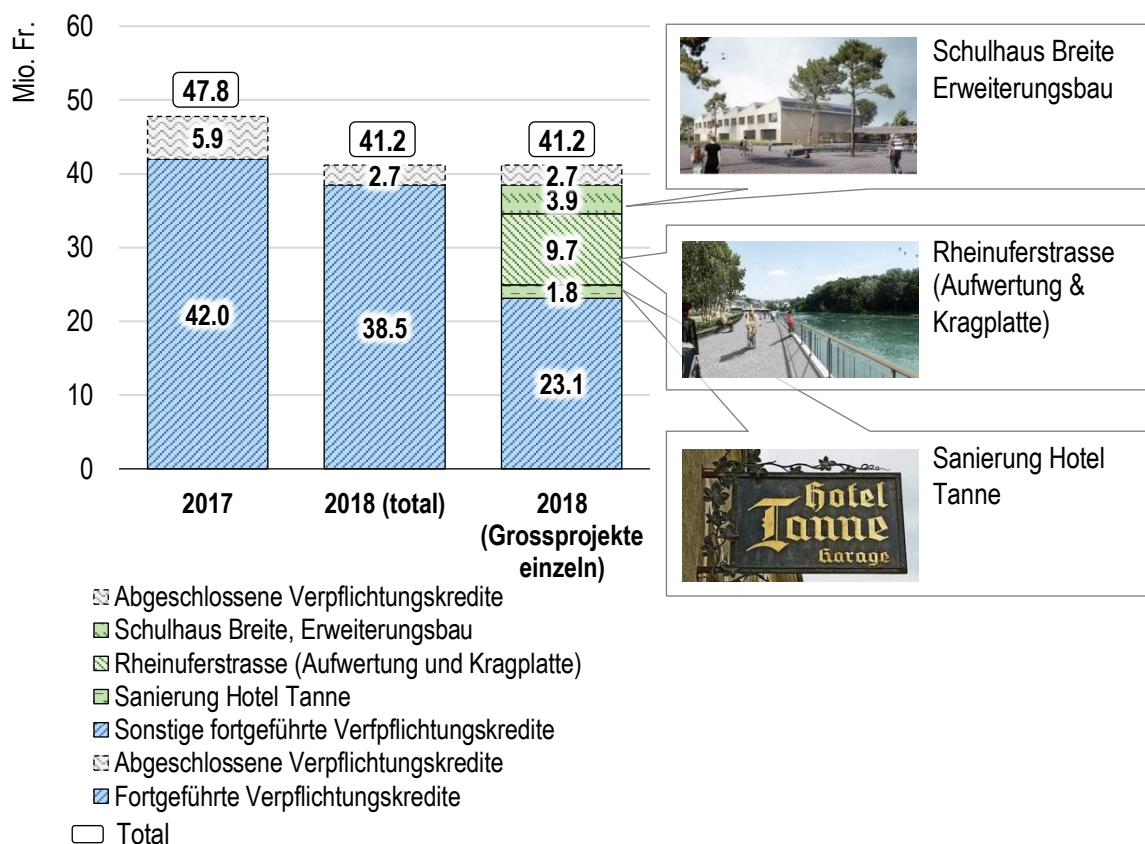 Mio. Fr.
60
50
40
30
20
10
0
47.8
5.9
42.0
41.2
2.7
38.5
41.2
2.7
3.9
9.7
1.8
23.1
2017
2018 (total)
2018
(Grossprojekte
einzeln)
Schulhaus Breite
Erweiterungsbau
Rheinuferstrasse
(Aufwertung &
Kragplatte)
Hotel
Tanne
Garage
Sanierung Hotel
Tanne
Abgeschlossene Verpflichtungskredite
Schulhaus Breite, Erweiterungsbau
Rheinuferstrasse (Aufwertung und Kragplatte)
Sanierung Hotel Tanne
Sonstige fortgeführte Verfpflichtungskredite
Abgeschlossene Verpflichtungskredite
Fortgeführte Verpflichtungskredite
Total